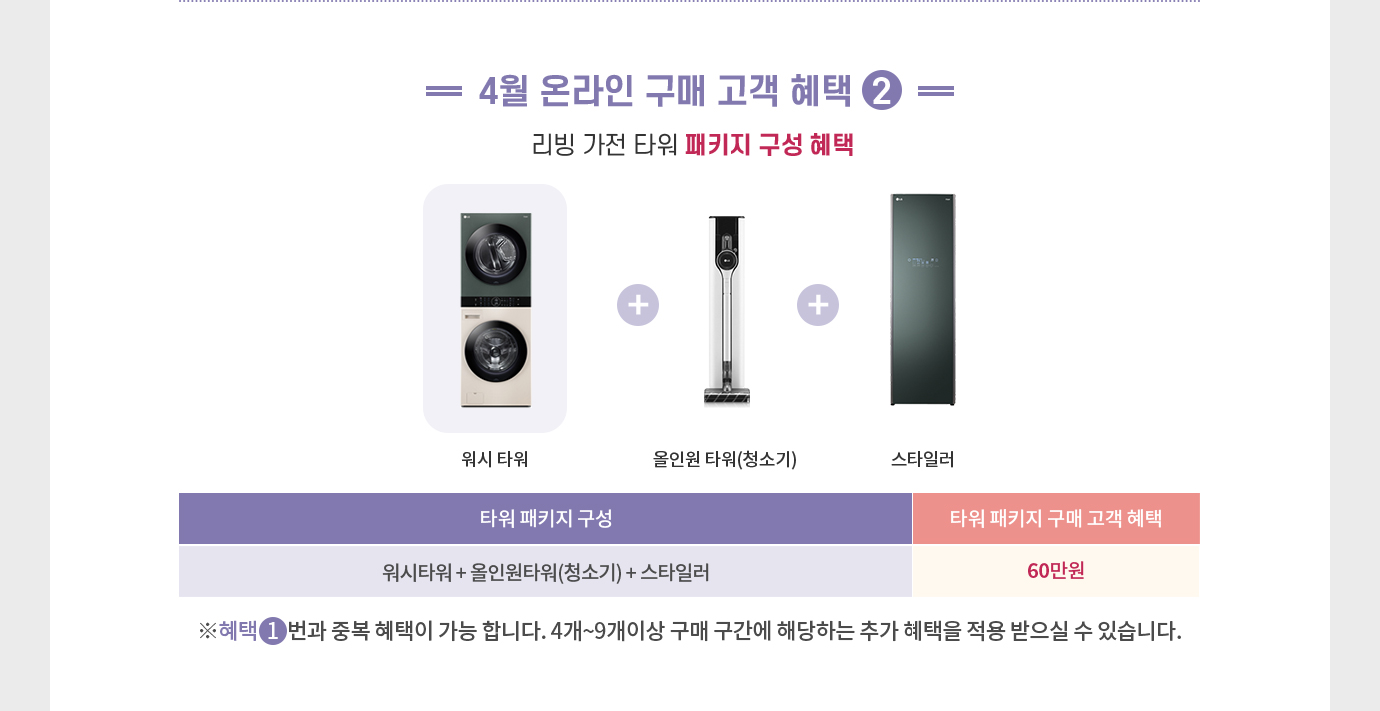 4월 온라인 구매 고객 혜택 2
리빙 가전 타워 패키지 구성 혜택
워시 타워
올인원 타워(청소기)
스타일러
타워 패키지 구성
타워 패키지 구매 고객 혜택
워시타워 + 올인원타워(청소기) + 스타일러
60만원
※혜택1번과 중복 혜택이 가능 합니다. 4개~9개이상 구매 구간에 해당하는 추가 혜택을 적용 받으실 수 있습니다.